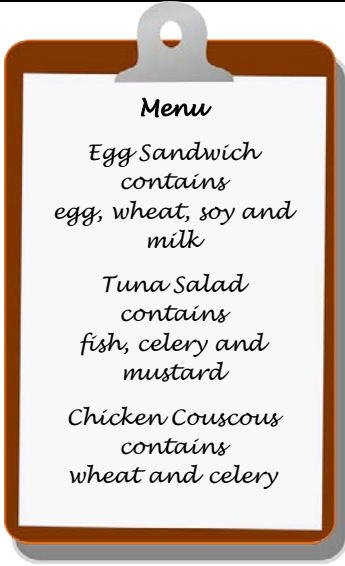 Menu
Egg Sandwich
contains
egg, wheat, soy and
milk
Tuna Salad
contains
fish, celery and
mustard
Chicken Couscous
contains
wheat and celery